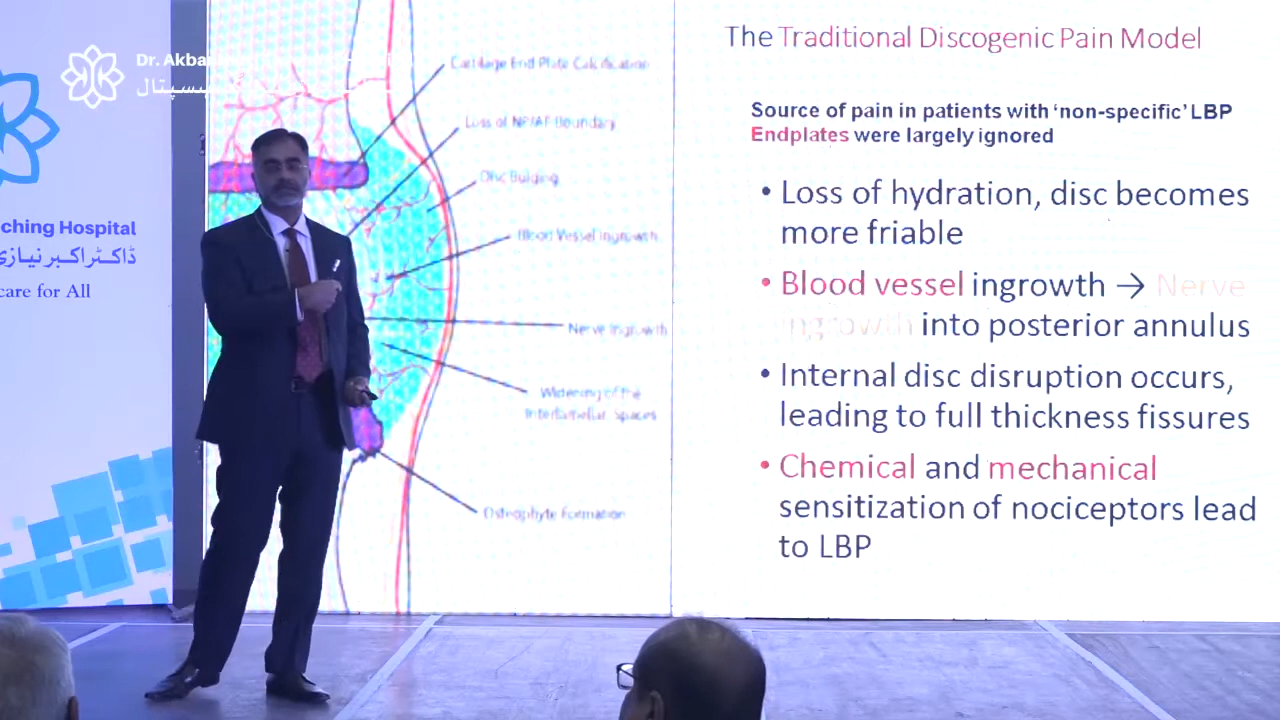 Dr. Akba
ہسپتال
ching Hospital
ڈاکٹر اکبر نیازی
care for All
Cartilage End Plate Calcification
Loss of NP/AF Boundary
Disc Bulging
Blood Vessel Ingrowth
Nerve Ingrowth
Widening of the
Interlamellar Spaces
Osteophyte Formation
The Traditional Discogenic Pain Model
Source of pain in patients with ‘non-specific’ LBP
Endplates were largely ignored
• Loss of hydration, disc becomes
more friable
• Blood vessel ingrowth → Nerve
ingrowth into posterior annulus
• Internal disc disruption occurs,
leading to full thickness fissures
• Chemical and mechanical
sensitization of nociceptors lead
to LBP